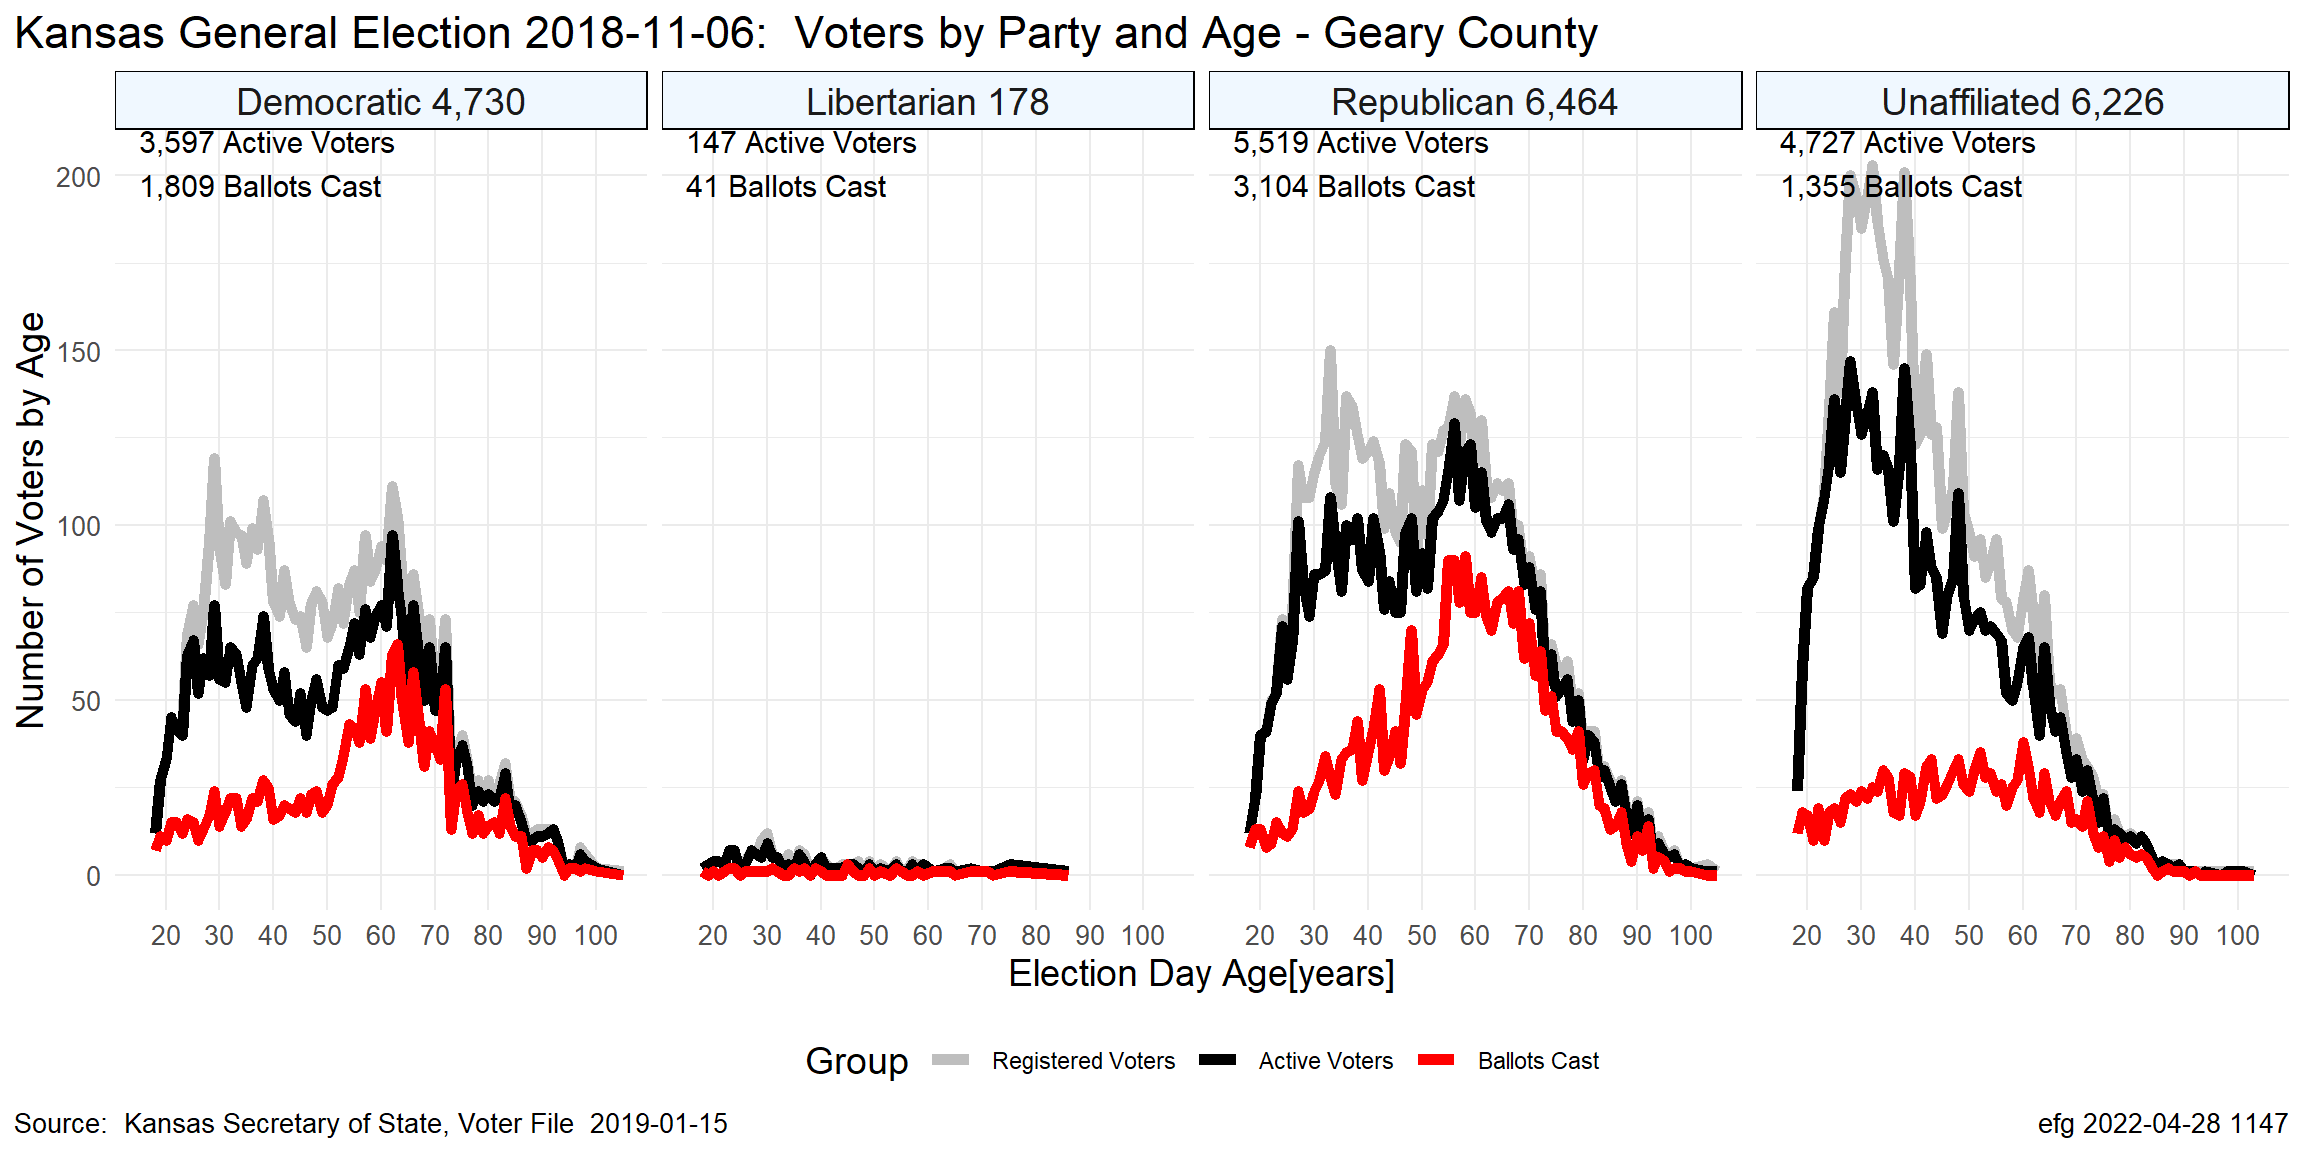 Kansas General Election 2018-11-06:  Voters by Party and Age - Geary County
Democratic 4,730
Libertarian 178
Republican 6,464
Unaffiliated 6,226
3,597 Active Voters
1,809 Ballots Cast
147 Active Voters
41 Ballots Cast
5,519 Active Voters
3,104 Ballots Cast
4,727 Active Voters
1,355 Ballots Cast
Number of Voters by Age
200
150
100
50
0
20 30 40 50 60 70 80 90 100
20 30 40 50 60 70 80 90 100
20 30 40 50 60 70 80 90 100
20 30 40 50 60 70 80 90 100
Election Day Age[years]
Group Registered Voters Active Voters Ballots Cast
Source:  Kansas Secretary of State, Voter File  2019-01-15
efg 2022-04-28 1147